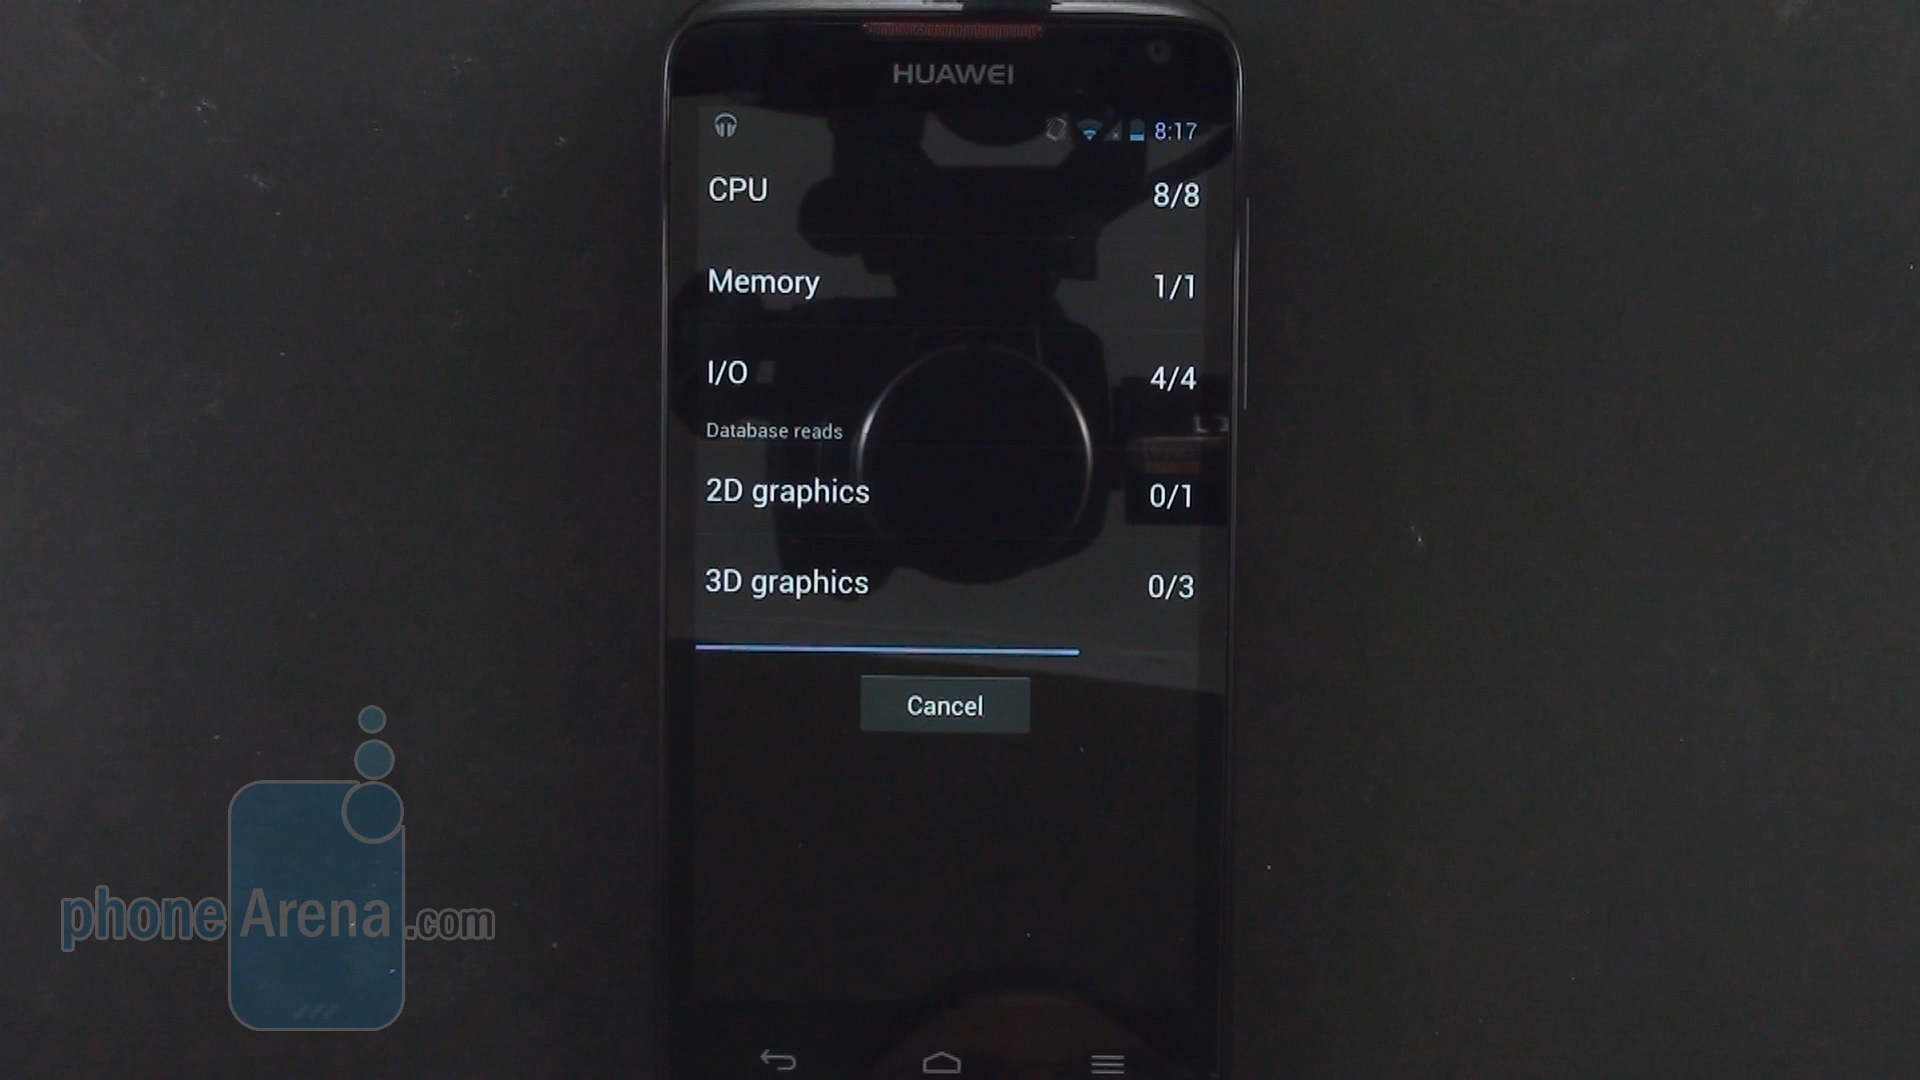 HUAWEI
8:17
CPU 8/8
Memory 1/1
I/O 4/4
Database reads
2D graphics 0/1
3D graphics 0/3
Cancel
phoneArena.com